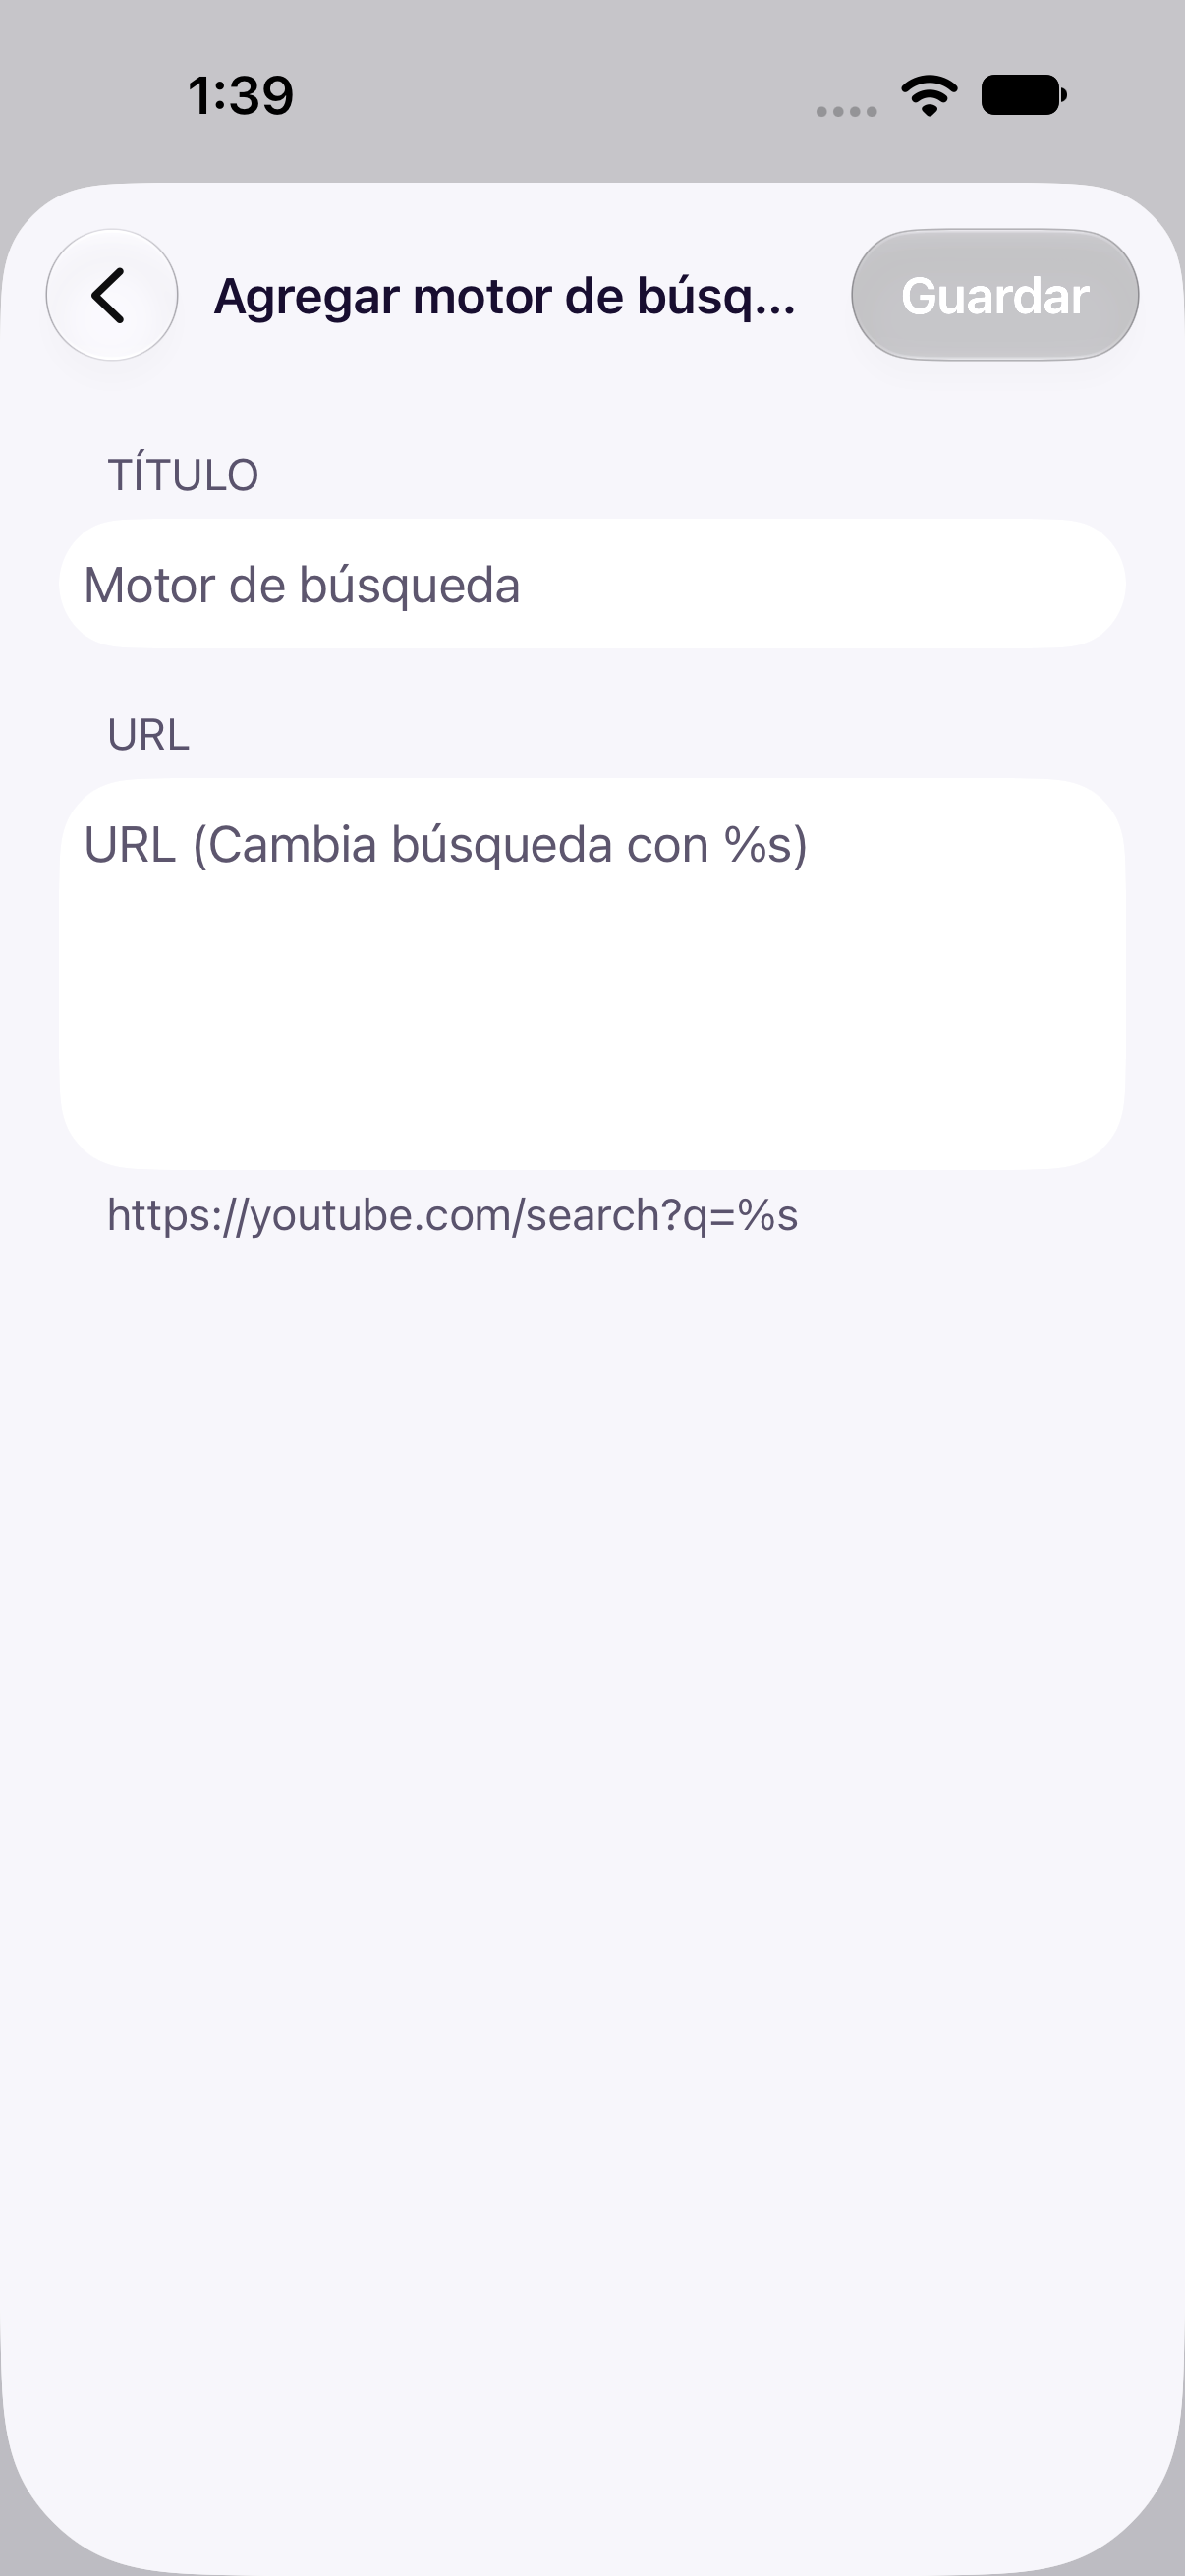 1:39
Agregar motor de búsq...
Guardar
TÍTULO
Motor de búsqueda
URL
URL (Cambia búsqueda con %s)
https://youtube.com/search?q=%s